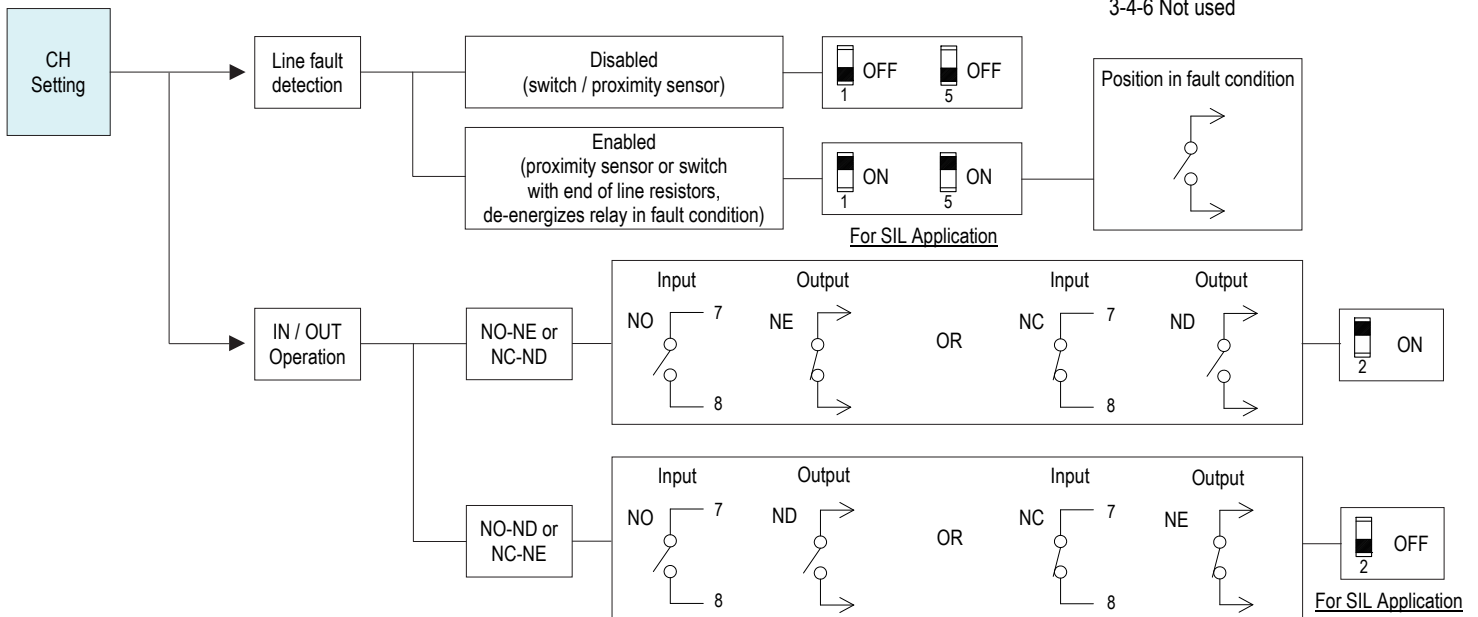 3-4-6 Not used
CH
Setting
Line fault
detection
Disabled
(switch / proximity sensor)
OFF
1
OFF
5
Enabled
(proximity sensor or switch
with end of line resistors,
de-energizes relay in fault condition)
ON
1
ON
5
For SIL Application
Position in fault condition
IN / OUT
Operation
NO-NE or
NC-ND
Input
NO
7
8
Output
NE
OR
Input
NC
7
8
Output
ND
ON
2
NO-ND or
NC-NE
Input
NO
7
8
Output
ND
OR
Input
NC
7
8
Output
NE
OFF
2
For SIL Application